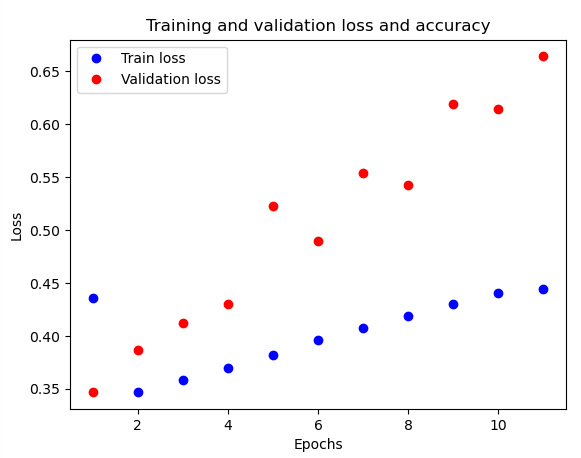 Training and validation loss and accuracy
Train loss
Validation loss
0.65
0.60
0.55
0.50
0.45
0.40
0.35
Loss
2
4
6
8
10
Epochs